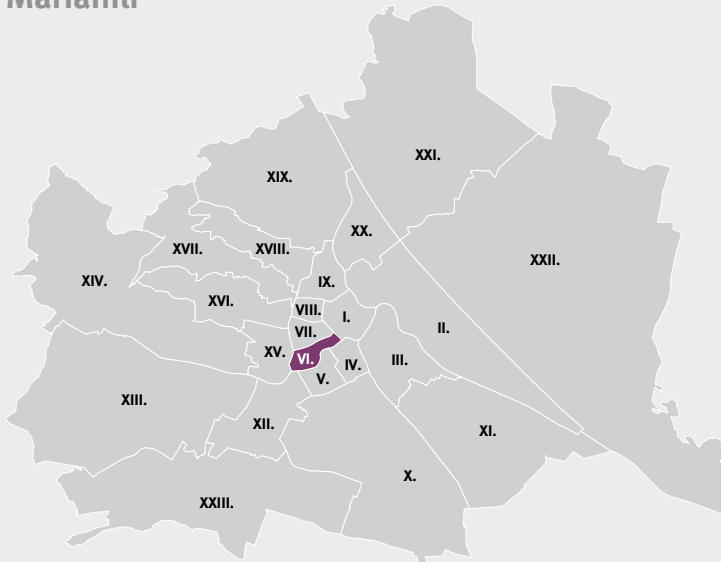 Mariahilf
XXI.
XIX.
XX.
XVII.
XVIII.
XXII.
XIV.
IX.
XVI.
VIII.
I.
II.
VII.
XV.
VI.
IV.
III.
V.
XIII.
XII.
XI.
X.
XXIII.